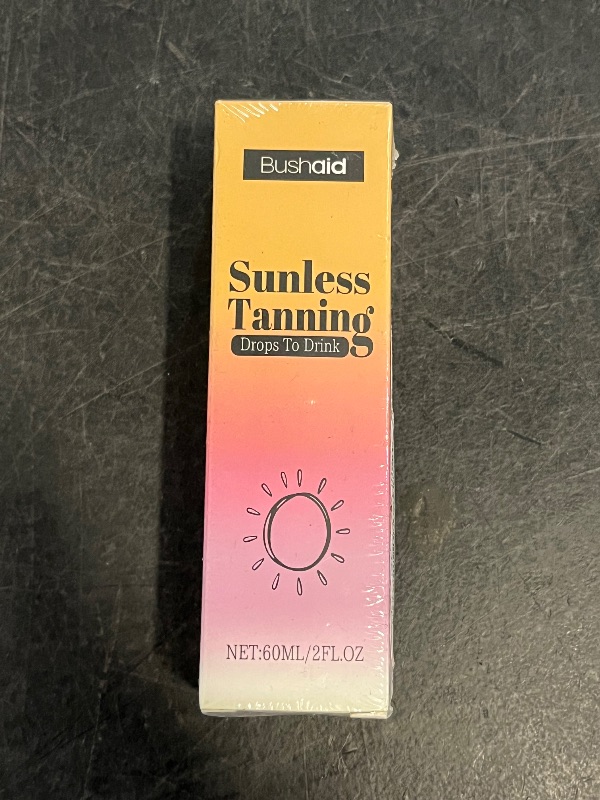 Bushaid
Sunless
Tanning
Drops To Drink
NET:60ML/2FL.OZ